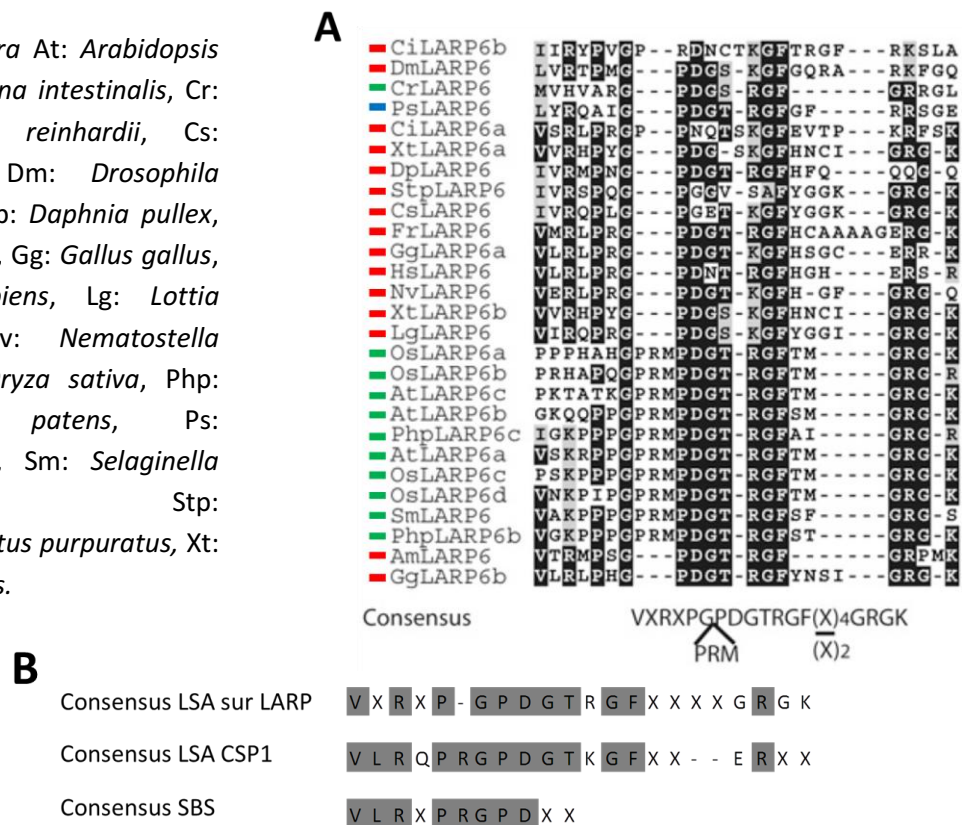 ra At: Arabidopsis
na intestinalis, Cr:
reinhardii, Cs:
Dm: Drosophila
o: Daphnia pullex,
, Gg: Gallus gallus,
piens, Lg: Lottia
v: Nematostella
ryza sativa, Php:
patens, Ps:
, Sm: Selaginella
Stp:
tus purpuratus, Xt:
s.
A
CiLARP6b IIRYPVGP--RDNCTKGFTRGF---RKSLA
DmLARP6 LVRTPMG---PDGS-KGFGQRA---RKFGQ
CrLARP6 MVHVARG---PDGS-RGF-------GRRGL
PsLARP6 LYRQAIG---PDGT-RGFGF-----RRSGE
CiLARP6a VSRLPRGP--PNQTSKGFEVTP---KRFSK
XtLARP6a VVRHPYG---PDG-SKGFHNCI---GRG-K
DpLARP6 IVRMPNG---PDGT-RGFHFQ----QQG-Q
StpLARP6 IVRSPQG---PGGV-SAFYGGK---GRG-K
CsLARP6 IVRQPLG---PGET-KGFYGGK---GRG-K
FrLARP6 VMRLPRG---PDGT-RGFHCAAAAGERG-K
GgLARP6a VLRLPRG---PDGT-KGFHSGC---ERR-K
HsLARP6 VLRLPRG---PDNT-RGFHGH----ERS-R
NvLARP6 VERLPRG---PDGT-KGFH-GF---GRG-Q
XtLARP6b VVRHPYG---PDGS-KGFHNCI---GRG-K
LgLARP6 VIRQPRG---PDGS-KGFYGGI---GRG-K
OsLARP6a PPPHAHGPRMPDGT-RGFTM-----GRG-K
OsLARP6b PRHAPQGPRMPDGT-RGFTM-----GRG-R
AtLARP6c PKTATKGPRMPDGT-RGFTM-----GRG-K
AtLARP6b GKQQPPGPRMPDGT-RGFSM-----GRG-K
PhpLARP6c IGKPPPGPRMPDGT-RGFAI-----GRG-R
AtLARP6a VSKRPPGPRMPDGT-RGFTM-----GRG-K
OsLARP6c PSKPPPGPRMPDGT-RGFTM-----GRG-K
OsLARP6d VNKPIPGPRMPDGT-RGFTM-----GRG-K
SmLARP6 VAKPPPGPRMPDGT-RGFSF-----GRG-S
PhpLARP6b VGKPPPGPRMPDGT-RGFST-----GRG-K
AmLARP6 VTRMPSG---PDGT-RGF-------GRPMK
GgLARP6b VLRLPHG---PDGT-RGFYNSI---GRG-K
Consensus VXRXPGPDGTRGF(X)4GRGK
PRM (X)2
B
Consensus LSA sur LARP V X R X P - G P D G T R G F X X X X G R G K
Consensus LSA CSP1 V L R Q P R G P D G T K G F X X - - E R X X
Consensus SBS V L R X P R G P D X X